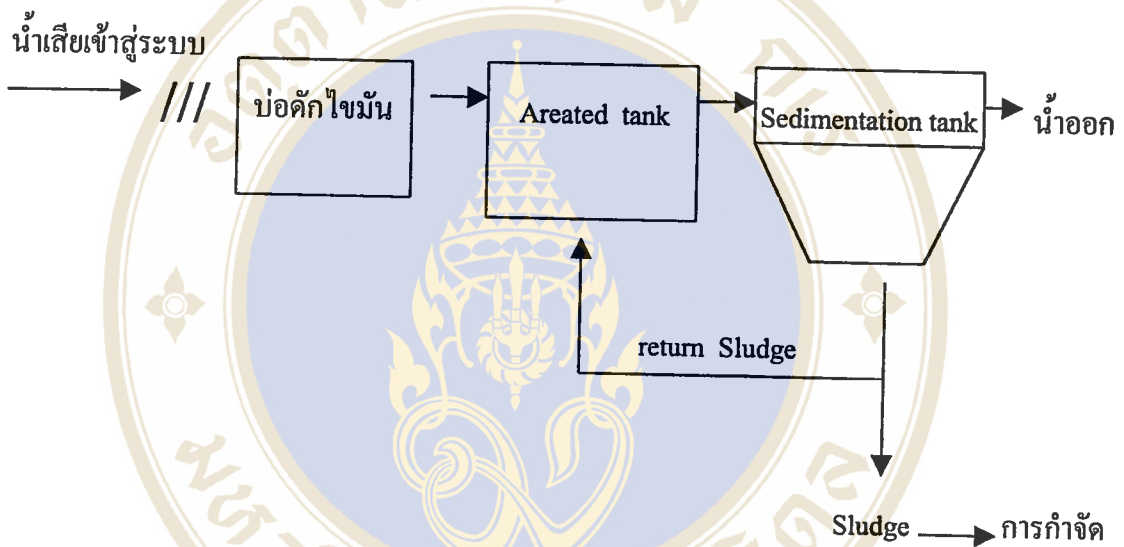 น้ำเสียเข้าสู่ระบบ
บ่อดักไขมัน
Areated tank
Sedimentation tank
น้ำออก
return Sludge
Sludge
การกำจัด